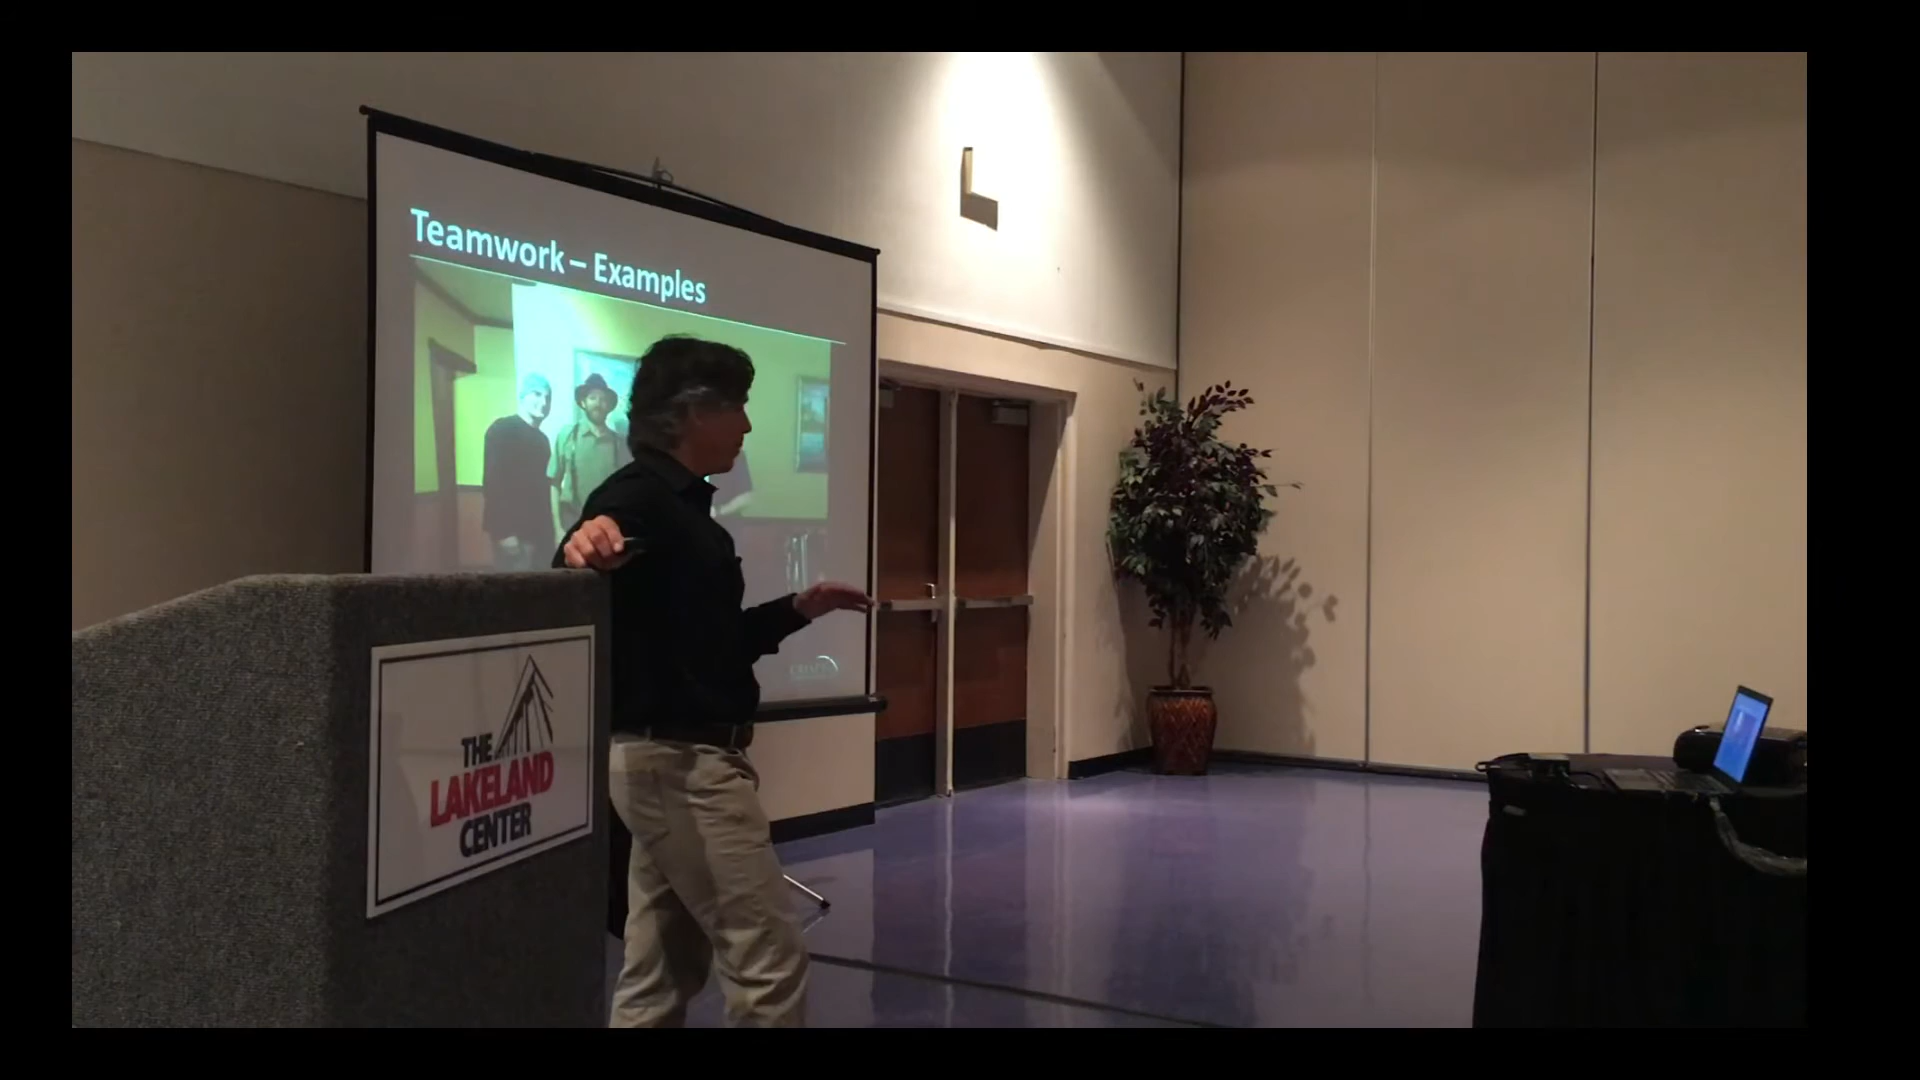 Teamwork – Examples
L
THE
LAKELAND
CENTER